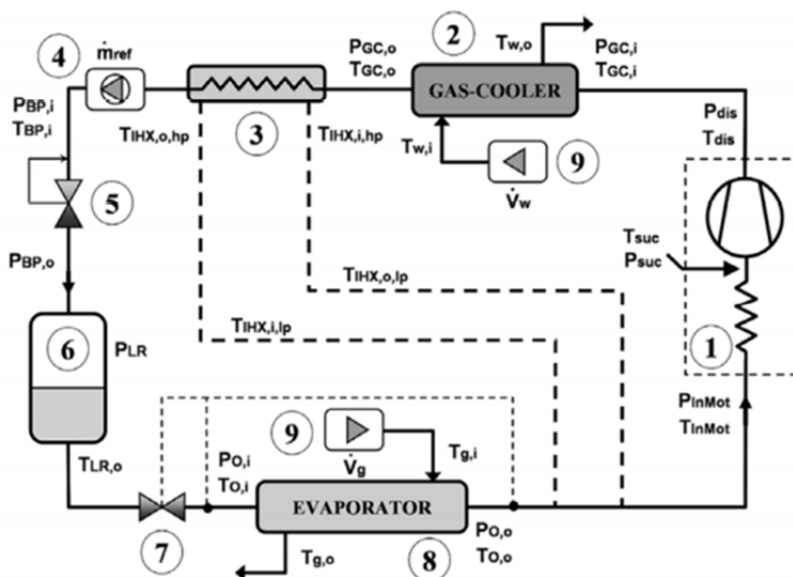 4
ṁref
PGC,o
TGC,o
2
Tw,o
PGC,i
TGC,i
GAS-COOLER
PBP,i
TBP,i
TIHX,o,hp
3
TIHX,i,hp
Tw,i
9
V̇w
Pdis
Tdis
5
PBP,o
Tsuc
Psuc
TIHX,o,lp
TIHX,i,lp
6
PLR
1
PInMot
TInMot
9
V̇g
Tg,i
TLR,o
PO,i
TO,i
EVAPORATOR
PO,o
TO,o
7
Tg,o
8